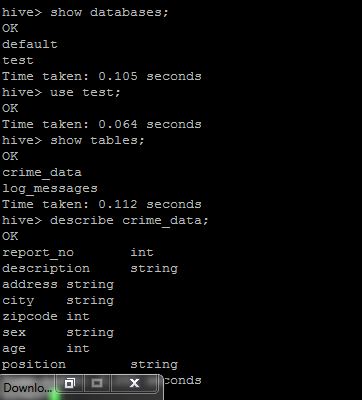 hive> show databases;
OK
default
test
Time taken: 0.105 seconds
hive> use test;
OK
Time taken: 0.064 seconds
hive> show tables;
OK
crime_data
log_messages
Time taken: 0.112 seconds
hive> describe crime_data;
OK
report_no int
description string
address string
city string
zipcode int
sex string
age int
position string
Downlo...